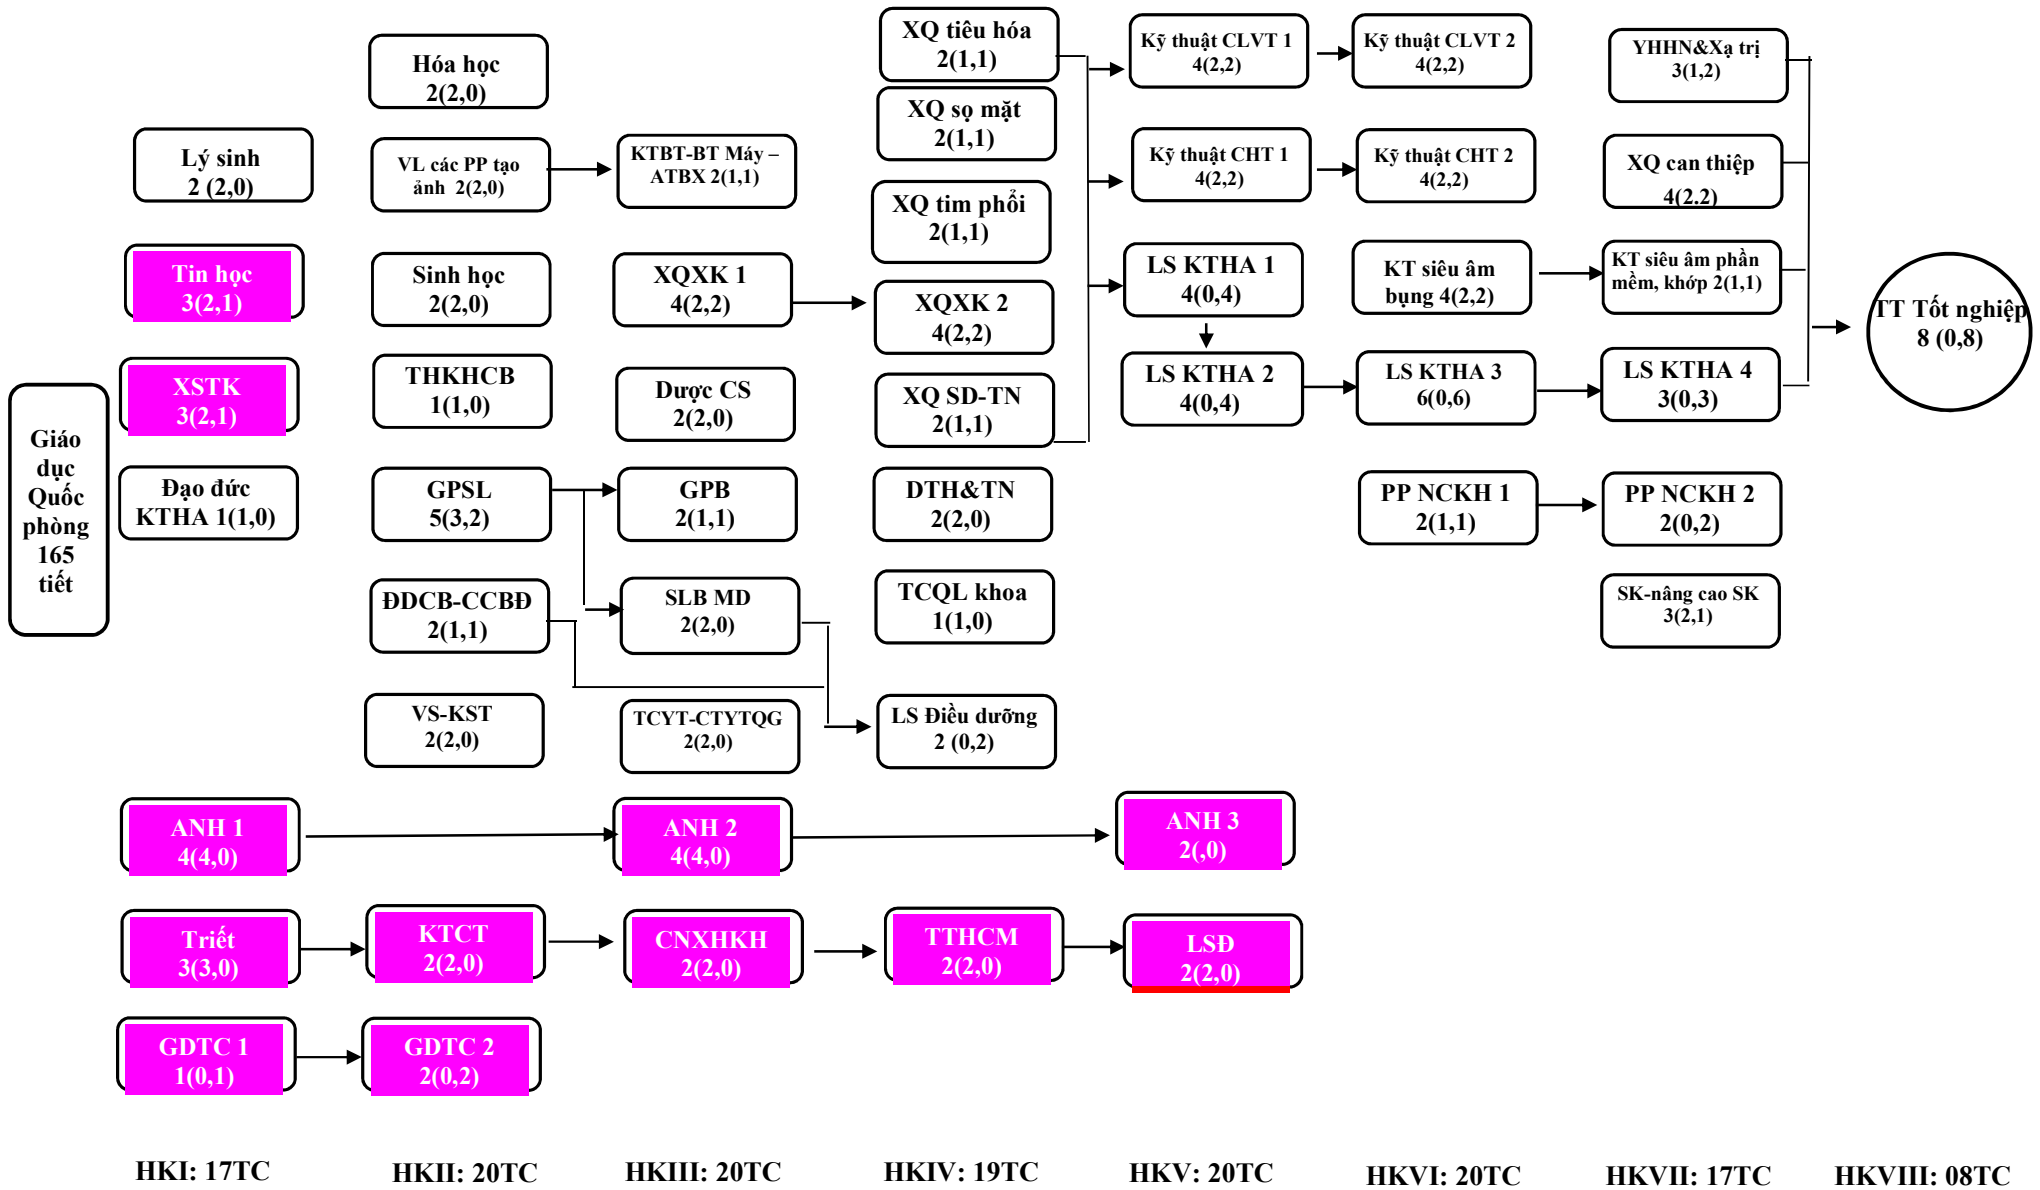 Giáo
dục
Quốc
phòng
165
tiết
Lý sinh
2 (2,0)
Tin học
3(2,1)
XSTK
3(2,1)
Đạo đức
KTHA 1(1,0)
ANH 1
4(4,0)
Triết
3(3,0)
GDTC 1
1(0,1)
HKI: 17TC
Hóa học
2(2,0)
VL các PP tạo
ảnh 2(2,0)
Sinh học
2(2,0)
THKHCB
1(1,0)
GPSL
5(3,2)
ĐDCB-CCBĐ
2(1,1)
VS-KST
2(2,0)
KTCT
2(2,0)
GDTC 2
2(0,2)
HKII: 20TC
KTBT-BT Máy –
ATBX 2(1,1)
XQXK 1
4(2,2)
Dược CS
2(2,0)
GPB
2(1,1)
SLB MD
2(2,0)
TCYT-CTYTQG
2(2,0)
ANH 2
4(4,0)
CNXHKH
2(2,0)
HKIII: 20TC
XQ tiêu hóa
2(1,1)
XQ sọ mặt
2(1,1)
XQ tim phổi
2(1,1)
XQXK 2
4(2,2)
XQ SD-TN
2(1,1)
DTH&TN
2(2,0)
TCQL khoa
1(1,0)
LS Điều dưỡng
2 (0,2)
TTHCM
2(2,0)
HKIV: 19TC
Kỹ thuật CLVT 1
4(2,2)
Kỹ thuật CHT 1
4(2,2)
LS KTHA 1
4(0,4)
LS KTHA 2
4(0,4)
ANH 3
2(,0)
LSĐ
2(2,0)
HKV: 20TC
Kỹ thuật CLVT 2
4(2,2)
Kỹ thuật CHT 2
4(2,2)
KT siêu âm
bụng 4(2,2)
LS KTHA 3
6(0,6)
PP NCKH 1
2(1,1)
HKVI: 20TC
YHHN&Xạ trị
3(1,2)
XQ can thiệp
4(2.2)
KT siêu âm phần
mềm, khớp 2(1,1)
LS KTHA 4
3(0,3)
PP NCKH 2
2(0,2)
SK-nâng cao SK
3(2,1)
HKVII: 17TC
TT Tốt nghiệp
8 (0,8)
HKVIII: 08TC